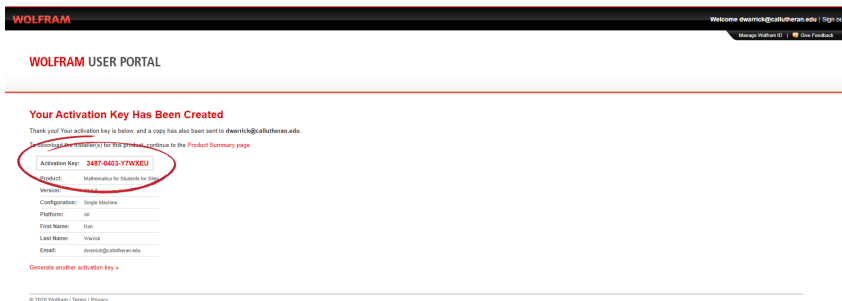 WOLFRAM
Welcome dwarrick@callutheran.edu | Sign ou
Manage Wolfram ID | Give Feedback
WOLFRAM USER PORTAL
Your Activation Key Has Been Created
Thank you! Your activation key is below, and a copy has also been sent to dwarrick@callutheran.edu.
To download the installer(s) for this product, continue to the Product Summary page.
Activation Key: 3487-0403-Y7WXEU
Product: Mathematica for Students for Sites
Version:
Configuration: Single Machine
Platform: All
First Name: Dan
Last Name: Warrick
Email: dwarrick@callutheran.edu
Generate another activation key »
© 2020 Wolfram | Terms | Privacy